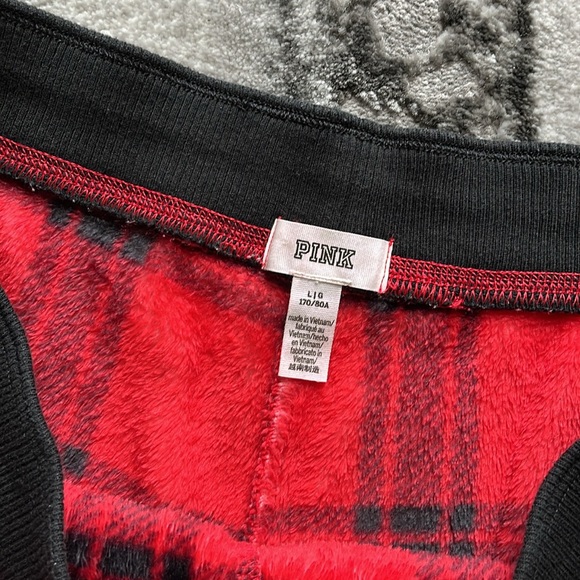 PINK
L|G
170/80A
made in Vietnam/
fabriqué au
Vietnam/hecho
en Vietnam/
fabbricato in
Vietnam/
越南制造